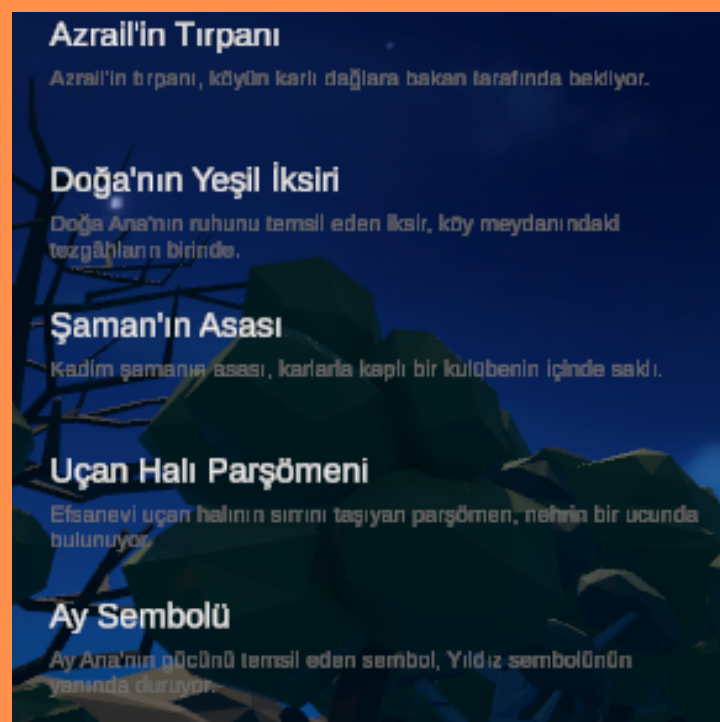 Azrail'in Tırpanı
Azrail'in tırpanı, köyün karlı dağlara bakan tarafında bekliyor.
Doğa'nın Yeşil İksiri
Doğa Ana'nın ruhunu temsil eden iksir, köy meydanındaki
tezgâhların birinde.
Şaman'ın Asası
Kadim şamanın asası, karlarla kaplı bir kulübenin içinde saklı.
Uçan Halı Parşömeni
Efsanevi uçan halının sırrını taşıyan parşömen, nehrin bir ucunda
bulunuyor.
Ay Sembolü
Ay Ana'nın gücünü temsil eden sembol, Yıldız sembolünün
yanında duruyor.